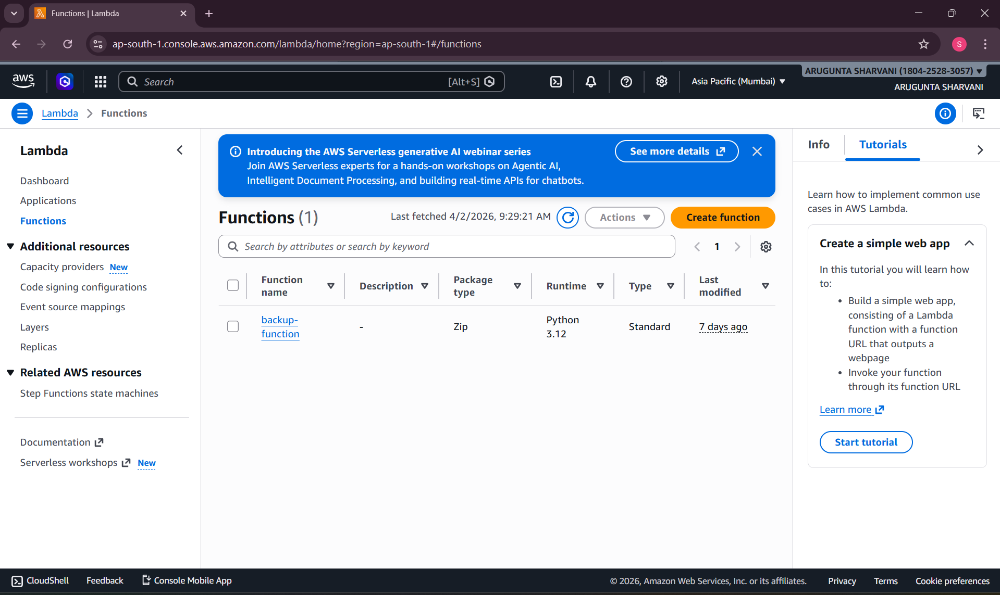 Functions | Lambda
ap-south-1.console.aws.amazon.com/lambda/home?region=ap-south-1#/functions
S
aws
Search
[Alt+S]
Asia Pacific (Mumbai)
ARUGUNTA SHARVANI (1804-2528-3057)
ARUGUNTA SHARVANI
Lambda
Functions
Lambda
Dashboard
Applications
Functions
Additional resources
Capacity providers New
Code signing configurations
Event source mappings
Layers
Replicas
Related AWS resources
Step Functions state machines
Documentation
Serverless workshops New
Introducing the AWS Serverless generative AI webinar series
Join AWS Serverless experts for a hands-on workshops on Agentic AI,
Intelligent Document Processing, and building real-time APIs for chatbots.
See more details
Functions (1)
Last fetched 4/2/2026, 9:29:21 AM
Actions
Create function
Search by attributes or search by keyword
1
Function
name
Description
Package
type
Runtime
Type
Last
modified
backup-
function
-
Zip
Python
3.12
Standard
7 days ago
Info
Tutorials
Learn how to implement common use
cases in AWS Lambda.
Create a simple web app
In this tutorial you will learn how
to:
• Build a simple web app,
consisting of a Lambda
function with a function
URL that outputs a
webpage
• Invoke your function
through its function URL
Learn more
Start tutorial
CloudShell
Feedback
Console Mobile App
© 2026, Amazon Web Services, Inc. or its affiliates.
Privacy
Terms
Cookie preferences